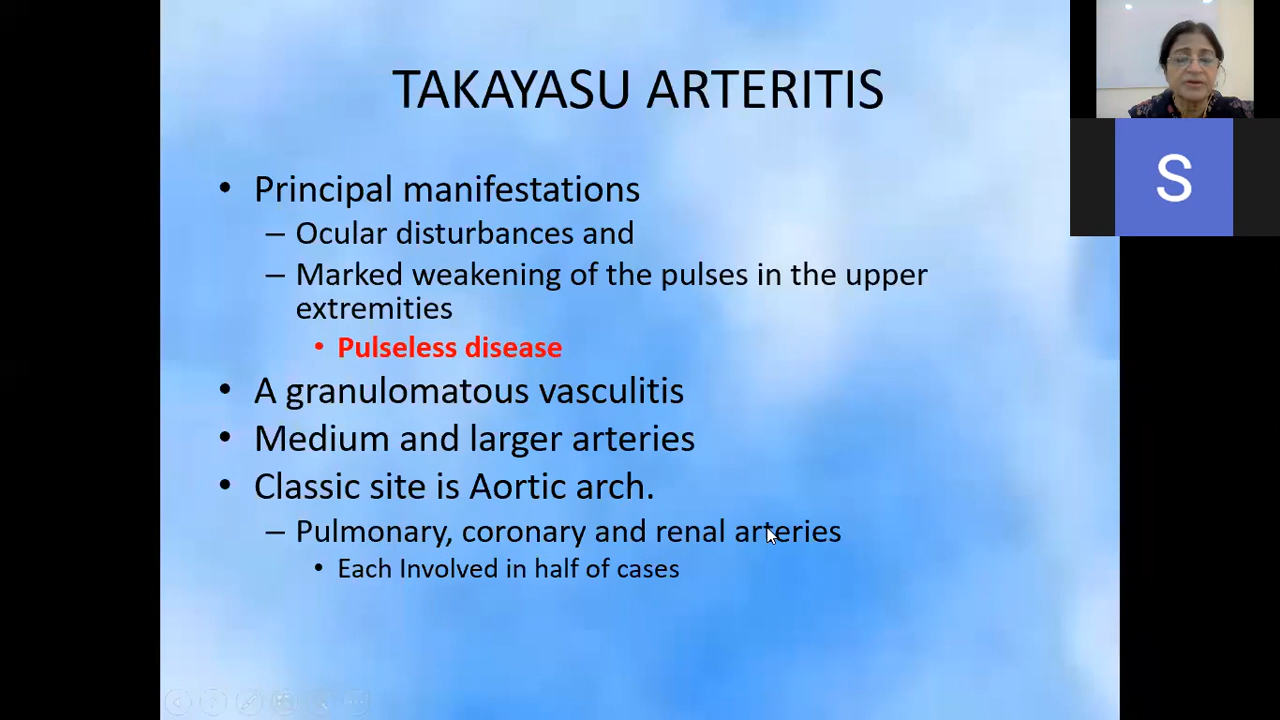 TAKAYASU ARTERITIS
• Principal manifestations
– Ocular disturbances and
– Marked weakening of the pulses in the upper
extremities
• Pulseless disease
• A granulomatous vasculitis
• Medium and larger arteries
• Classic site is Aortic arch.
– Pulmonary, coronary and renal arteries
• Each Involved in half of cases
S